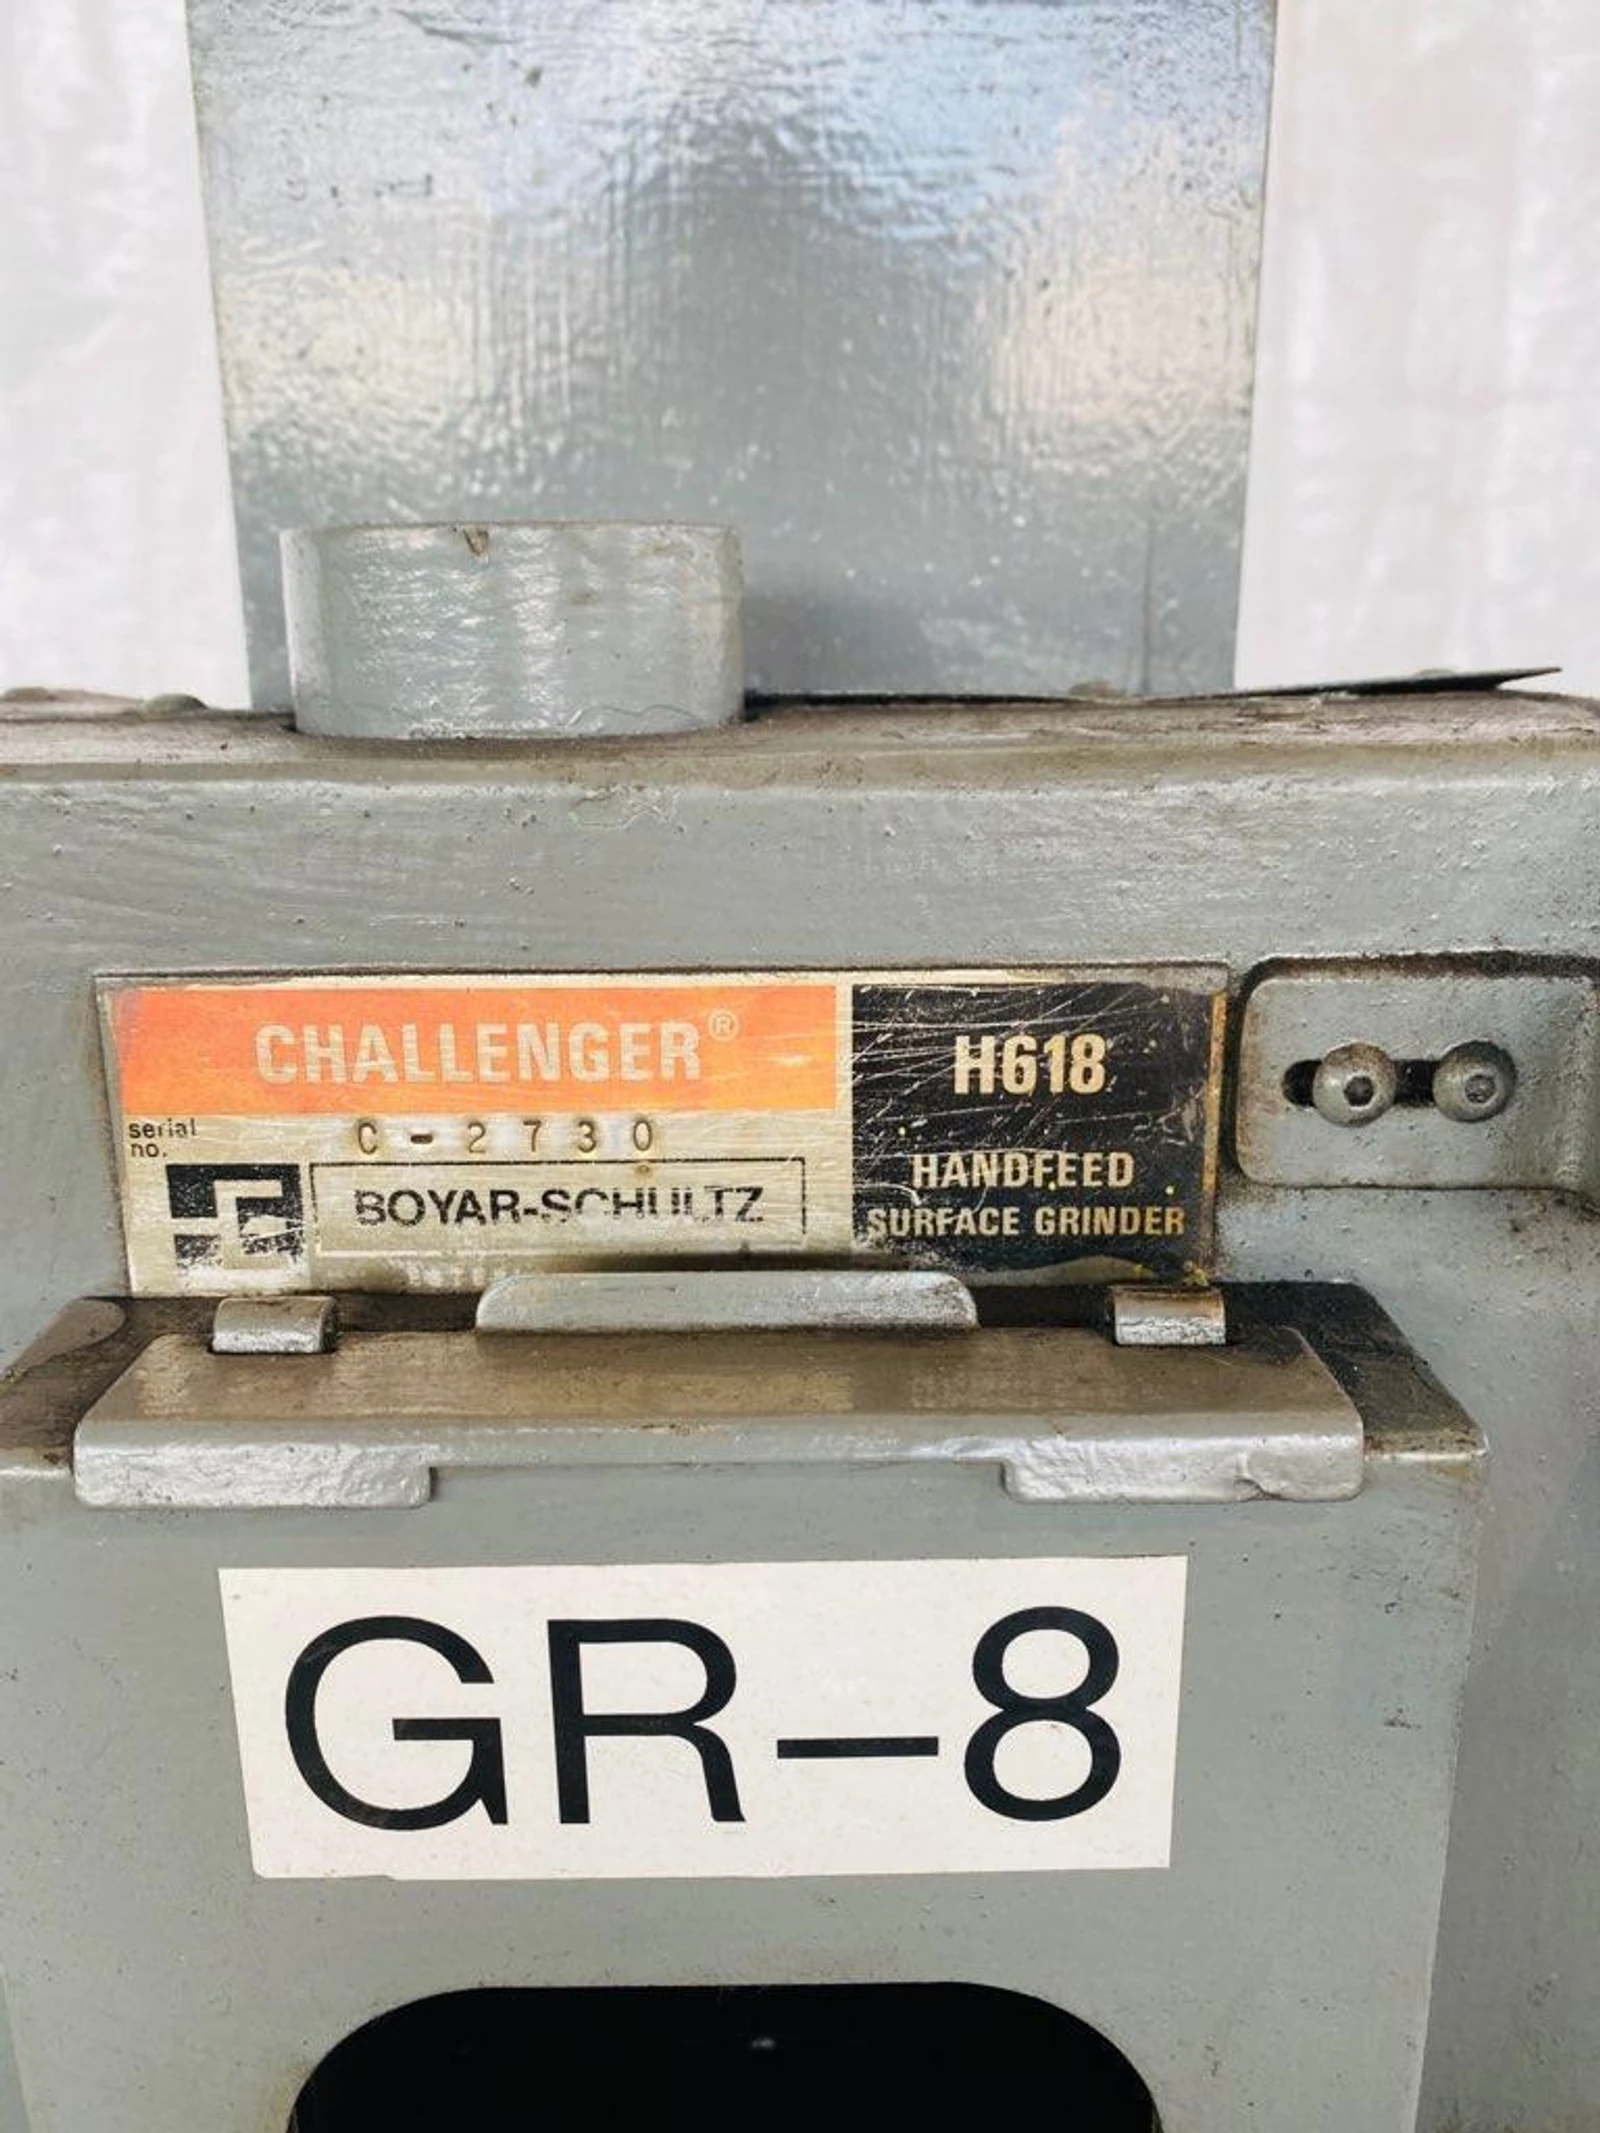 CHALLENGER®
serial no. C-2730
BOYAR-SCHULTZ
H618
HANDFEED
SURFACE GRINDER
GR-8